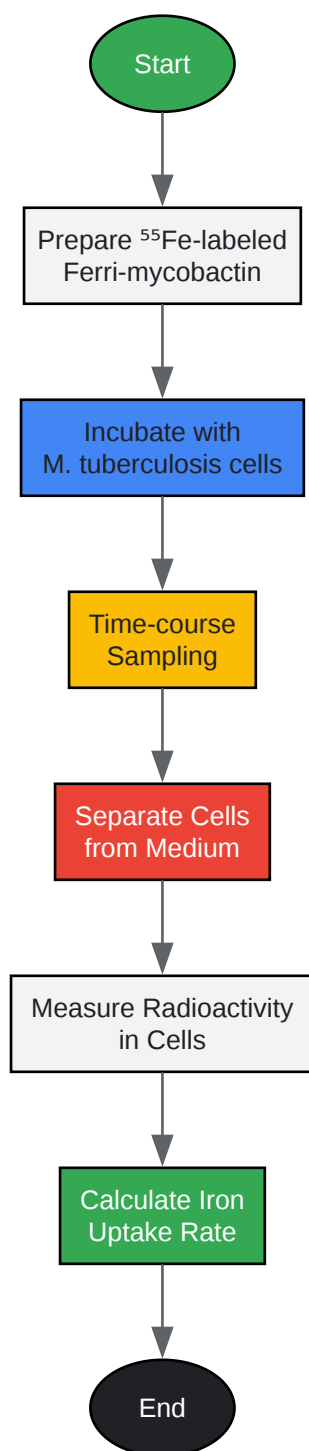 Start
Prepare ⁵⁵Fe-labeled
Ferri-mycobactin
Incubate with
M. tuberculosis cells
Time-course
Sampling
Separate Cells
from Medium
Measure Radioactivity
in Cells
Calculate Iron
Uptake Rate
End